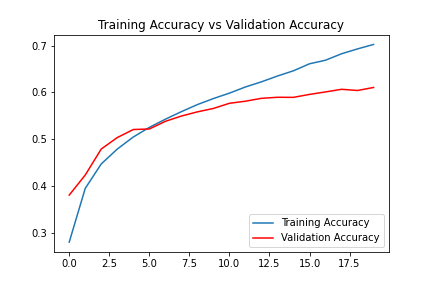 Training Accuracy vs Validation Accuracy
0.7
0.6
0.5
0.4
0.3
Training Accuracy
Validation Accuracy
0.0 2.5 5.0 7.5 10.0 12.5 15.0 17.5